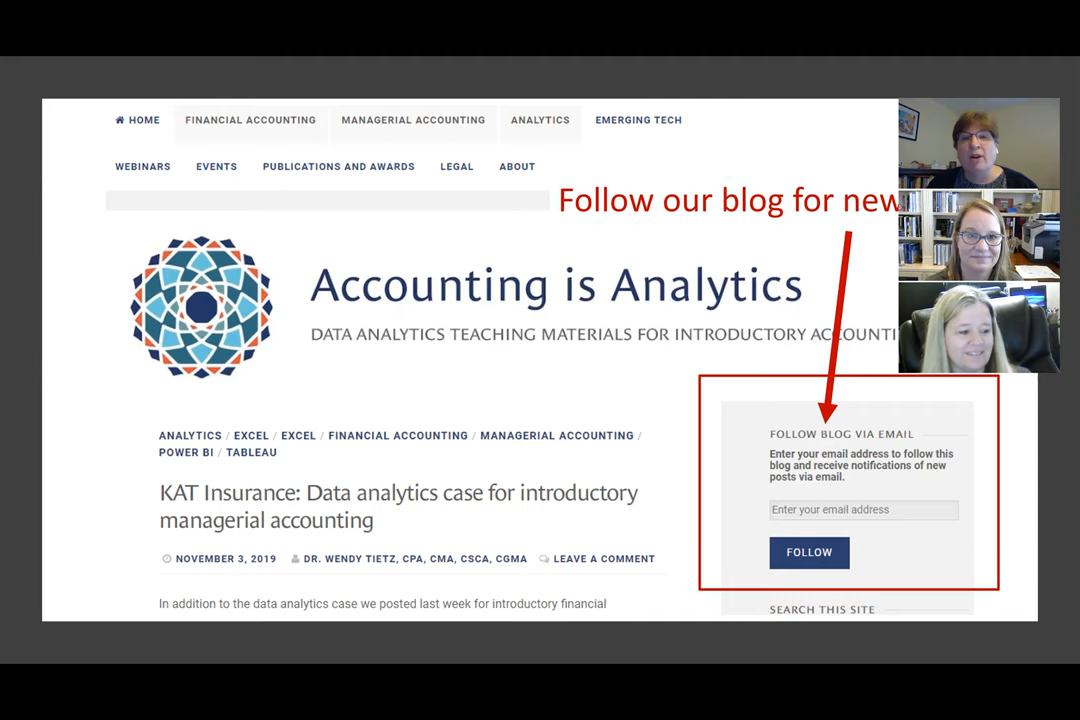 HOME FINANCIAL ACCOUNTING MANAGERIAL ACCOUNTING ANALYTICS EMERGING TECH
WEBINARS EVENTS PUBLICATIONS AND AWARDS LEGAL ABOUT
Follow our blog for new
Accounting is Analytics
DATA ANALYTICS TEACHING MATERIALS FOR INTRODUCTORY ACCOUNTI
ANALYTICS / EXCEL / EXCEL / FINANCIAL ACCOUNTING / MANAGERIAL ACCOUNTING /
POWER BI / TABLEAU
KAT Insurance: Data analytics case for introductory
managerial accounting
NOVEMBER 3, 2019 DR. WENDY TIETZ, CPA, CMA, CSCA, CGMA LEAVE A COMMENT
In addition to the data analytics case we posted last week for introductory financial
FOLLOW BLOG VIA EMAIL
Enter your email address to follow this
blog and receive notifications of new
posts via email.
Enter your email address
FOLLOW
SEARCH THIS SITE